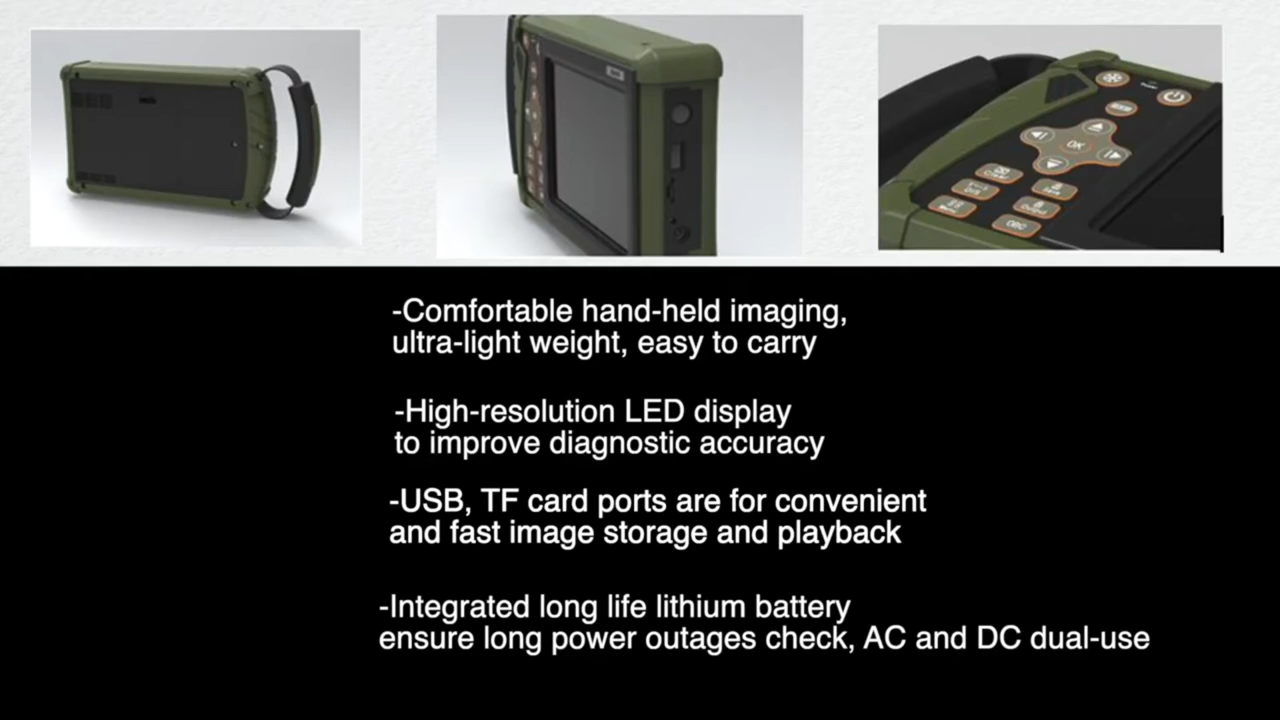 OK
OBC
-Comfortable hand-held imaging,
ultra-light weight, easy to carry
-High-resolution LED display
to improve diagnostic accuracy
-USB, TF card ports are for convenient
and fast image storage and playback
-Integrated long life lithium battery
ensure long power outages check, AC and DC dual-use